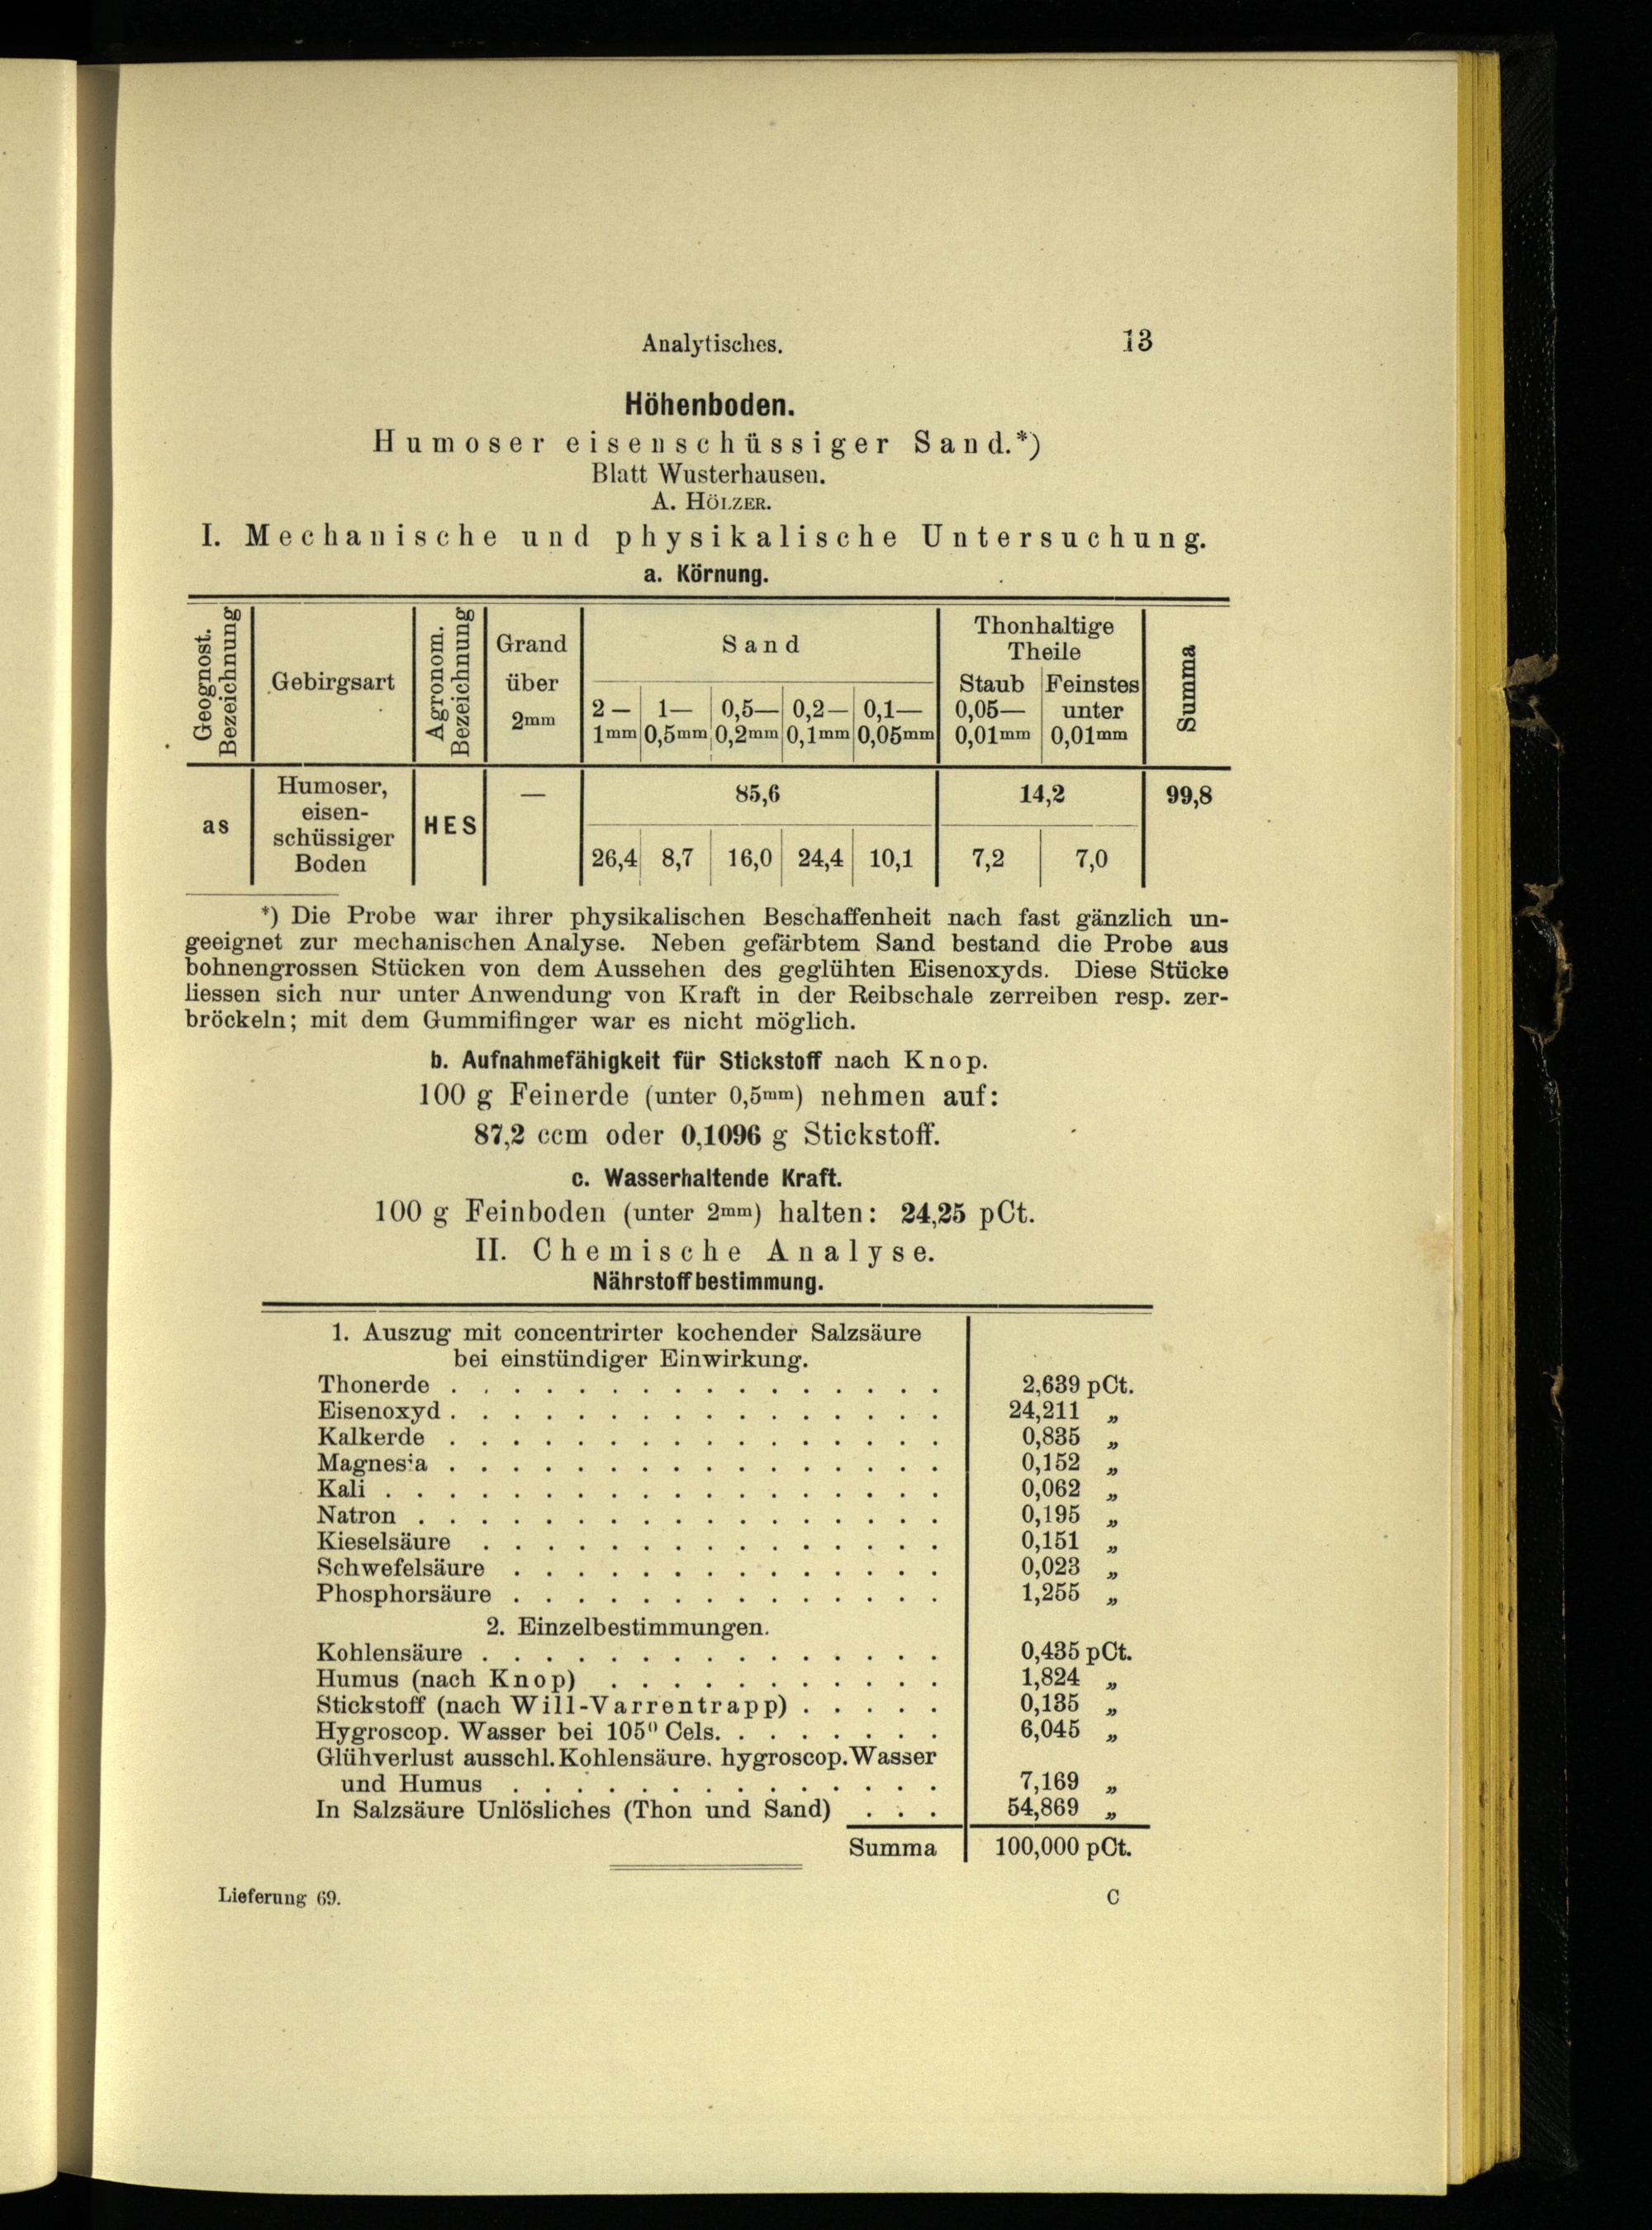 Analytisches. 13
Höhenboden.
Humoser eisenschüssiger Sand.*)
Blatt Wusterhausen.
A. HÖLZER.
I. Mechanische und physikalische Untersuchung.
a. Körnung.
Geognost. Bezeichnung
Gebirgsart
Agronom. Bezeichnung
Grand
über
2mm
Sand
2 — 1— 0,5— 0,2— 0,1—
1mm 0,5mm 0,2mm 0,1mm 0,05mm
Thonhaltige
Theile
Staub Feinstes
0,05— unter
0,01mm 0,01mm
Summa
as
Humoser,
eisen-
schüssiger
Boden
HES
—
85,6 14,2 99,8
26,4 8,7 16,0 24,4 10,1 7,2 7,0
*) Die Probe war ihrer physikalischen Beschaffenheit nach fast gänzlich un-
geeignet zur mechanischen Analyse. Neben gefärbtem Sand bestand die Probe aus
bohnengrossen Stücken von dem Aussehen des geglühten Eisenoxyds. Diese Stücke
liessen sich nur unter Anwendung von Kraft in der Reibschale zerreiben resp. zer-
bröckeln; mit dem Gummifinger war es nicht möglich.
b. Aufnahmefähigkeit für Stickstoff nach Knop.
100 g Feinerde (unter 0,5mm) nehmen auf:
87,2 ccm oder 0,1096 g Stickstoff.
c. Wasserhaltende Kraft.
100 g Feinboden (unter 2mm) halten: 24,25 pCt.
II. Chemische Analyse.
Nährstoffbestimmung.
1. Auszug mit concentrirter kochender Salzsäure
bei einstündiger Einwirkung.
Thonerde . . . . . . . . . . . . . . . . 2,639 pCt.
Eisenoxyd . . . . . . . . . . . . . . . . 24,211 „
Kalkerde . . . . . . . . . . . . . . . . 0,835 „
Magnesia . . . . . . . . . . . . . . . . 0,152 „
Kali . . . . . . . . . . . . . . . . . . 0,062 „
Natron . . . . . . . . . . . . . . . . . 0,195 „
Kieselsäure . . . . . . . . . . . . . . . 0,151 „
Schwefelsäure . . . . . . . . . . . . . . 0,023 „
Phosphorsäure . . . . . . . . . . . . . . 1,255 „
2. Einzelbestimmungen.
Kohlensäure . . . . . . . . . . . . . . . 0,435 pCt.
Humus (nach Knop) . . . . . . . . . . . 1,824 „
Stickstoff (nach Will-Varrentrapp) . . . . . 0,135 „
Hygroscop. Wasser bei 105⁰ Cels. . . . . . . . 6,045 „
Glühverlust ausschl. Kohlensäure. hygroscop. Wasser
und Humus . . . . . . . . . . . . . . 7,169 „
In Salzsäure Unlösliches (Thon und Sand) . . . 54,869 „
Summa 100,000 pCt.
Lieferung 69. C